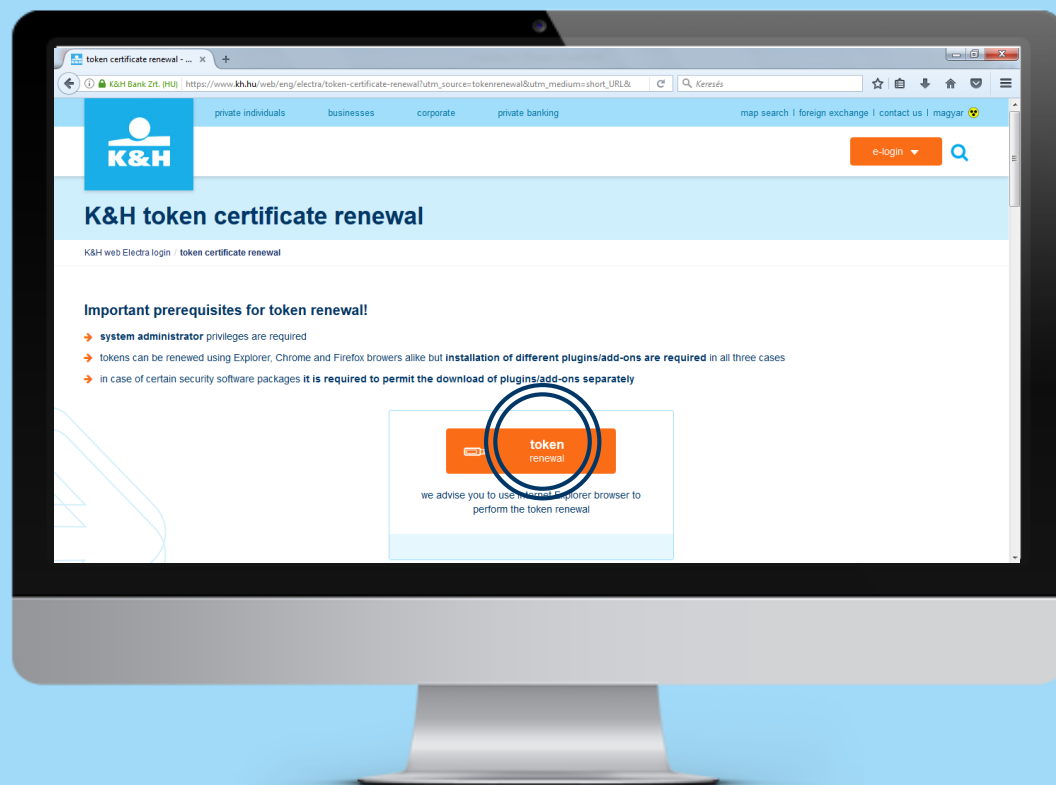 token certificate renewal - ... × +
K&H Bank Zrt. (HU) https://www.kh.hu/web/eng/electra/token-certificate-renewal?utm_source=tokenrenewal&utm_medium=short_URL& Keresés
private individuals businesses corporate private banking map search | foreign exchange | contact us | magyar
K&H
e-login
K&H token certificate renewal
K&H web Electra login / token certificate renewal
Important prerequisites for token renewal!
system administrator privileges are required
tokens can be renewed using Explorer, Chrome and Firefox browers alike but installation of different plugins/add-ons are required in all three cases
in case of certain security software packages it is required to permit the download of plugins/add-ons separately
token
renewal
we advise you to use Internet Explorer browser to
perform the token renewal